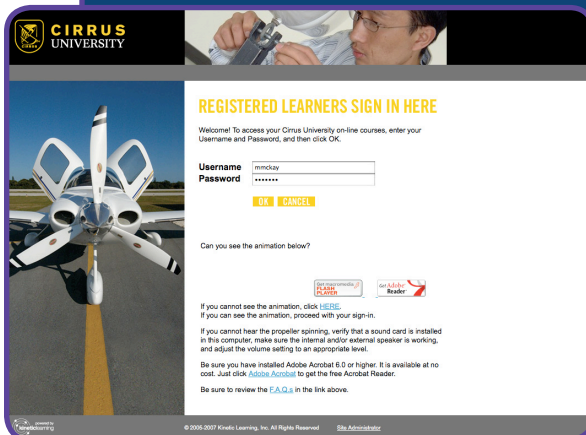 CIRRUS
UNIVERSITY
CIRRUS
REGISTERED LEARNERS SIGN IN HERE
Welcome! To access your Cirrus University on-line courses, enter your
Username and Password, and then click OK.
Username mmckay
Password •••••••
OK CANCEL
Can you see the animation below?
Get macromedia FLASH PLAYER
Get Adobe Reader
If you cannot see the animation, click HERE.
If you can see the animation, proceed with your sign-in.
If you cannot hear the propeller spinning, verify that a sound card is installed
in this computer, make sure the internal and/or external speaker is working,
and adjust the volume setting to an appropriate level.
Be sure you have installed Adobe Acrobat 6.0 or higher. It is available at no
cost. Just click Adobe Acrobat to get the free Acrobat Reader.
Be sure to review the F.A.Q.s in the link above.
powered by
kineticlearning
© 2005-2007 Kinetic Learning, Inc. All Rights Reserved Site Administrator